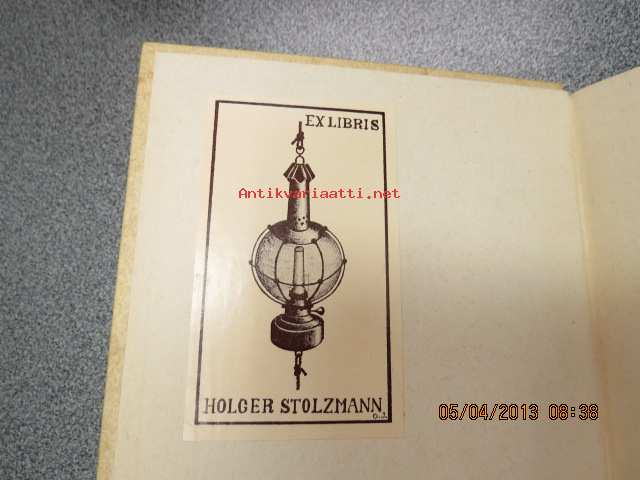 EX LIBRIS
Antikvariaatti.net
HOLGER STOLZMANN
05/04/2013 08:38